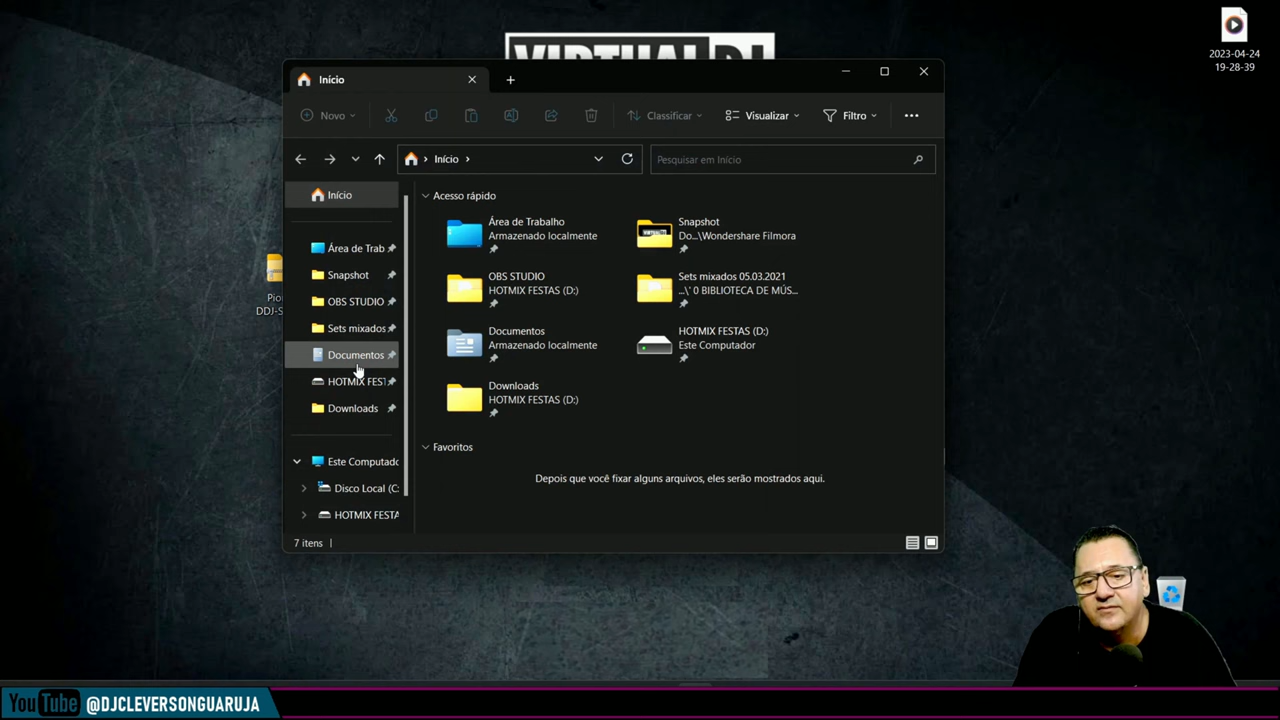 VIRTUAL DJ
2023-04-24
19-28-39
Início
Novo
Classificar
Visualizar
Filtro
Início
Pesquisar em Início
Início
Área de Trab
Snapshot
OBS STUDIO
Sets mixados
Documentos
HOTMIX FEST
Downloads
Este Computado
Disco Local (C:
HOTMIX FESTA
Acesso rápido
Área de Trabalho
Armazenado localmente
Snapshot
Do...\Wondershare Filmora
OBS STUDIO
HOTMIX FESTAS (D:)
Sets mixados 05.03.2021
...\' 0 BIBLIOTECA DE MÚS...
Documentos
Armazenado localmente
HOTMIX FESTAS (D:)
Este Computador
Downloads
HOTMIX FESTAS (D:)
Favoritos
Depois que você fixar alguns arquivos, eles serão mostrados aqui.
7 itens
Pio
DDJ-S
YouTube @DJCLEVERSONGUARUJA